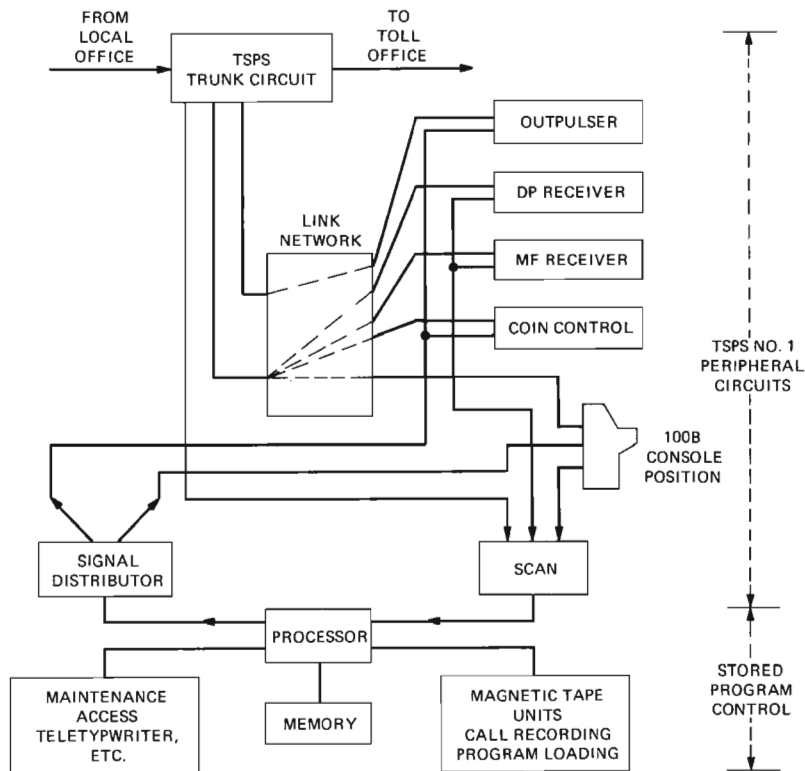 FROM
LOCAL
OFFICE
TO
TOLL
OFFICE
TSPS
TRUNK CIRCUIT
OUTPULSER
DP RECEIVER
LINK
NETWORK
MF RECEIVER
COIN CONTROL
TSPS NO. 1
PERIPHERAL
CIRCUITS
100B
CONSOLE
POSITION
SIGNAL
DISTRIBUTOR
SCAN
PROCESSOR
MAINTENANCE
ACCESS
TELETYPWRITER,
ETC.
MEMORY
MAGNETIC TAPE
UNITS
CALL RECORDING
PROGRAM LOADING
STORED
PROGRAM
CONTROL